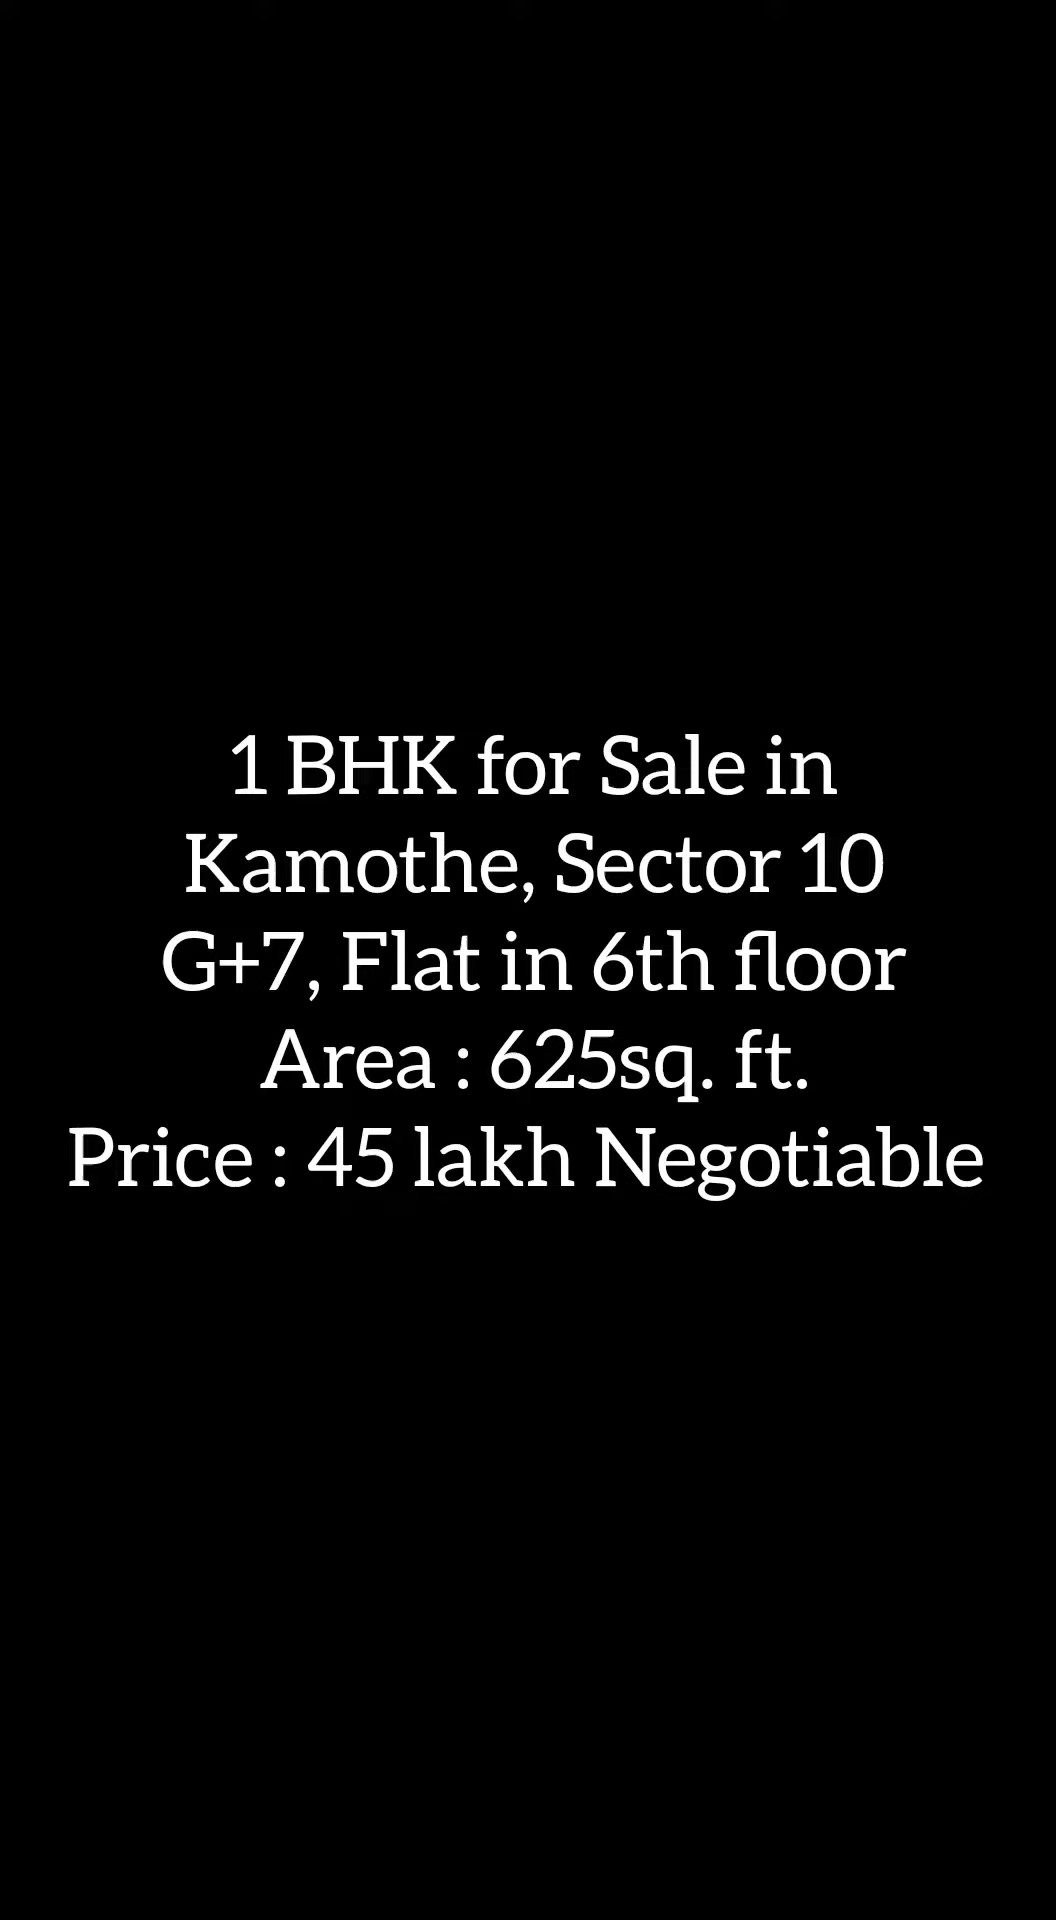 1 BHK for Sale in
Kamothe, Sector 10
G+7, Flat in 6th floor
Area : 625sq. ft.
Price : 45 lakh Negotiable